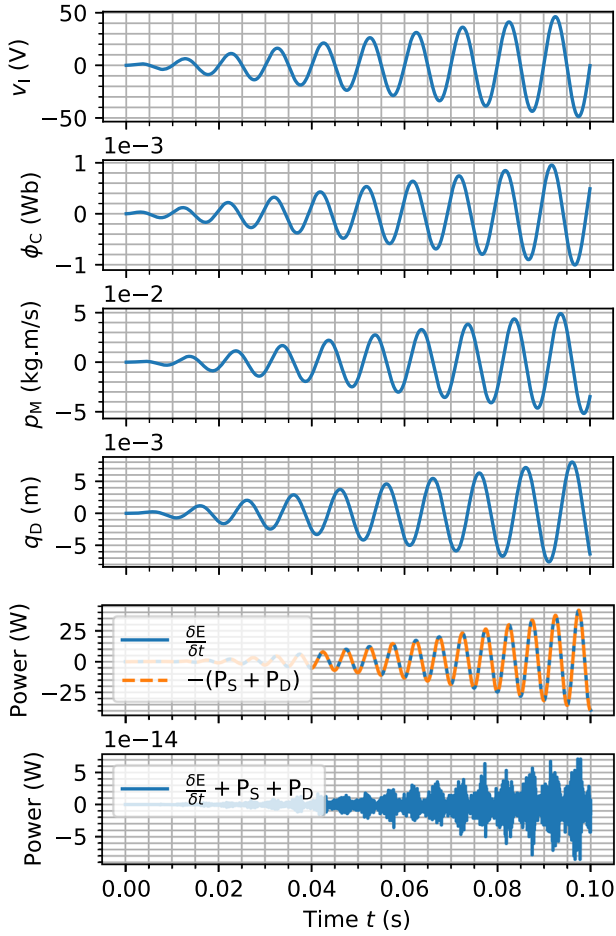 50
0
−50
v_I (V)
1e−3
1
0
−1
ϕ_C (Wb)
1e−2
5
0
−5
p_M (kg.m/s)
1e−3
5
0
−5
q_D (m)
25
0
−25
Power (W)
δE/δt
−(P_S + P_D)
1e−14
5
0
−5
Power (W)
δE/δt + P_S + P_D
0.00 0.02 0.04 0.06 0.08 0.10
Time t (s)